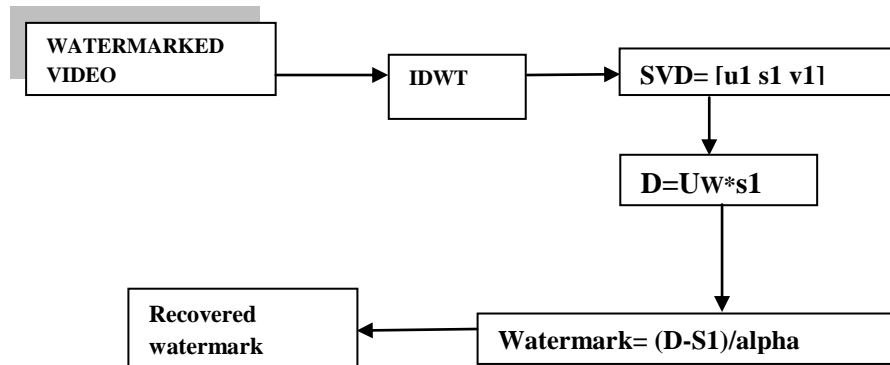 WATERMARKED
VIDEO
IDWT
SVD= [u1 s1 v1]
D=UW*s1
Watermark= (D-S1)/alpha
Recovered
watermark